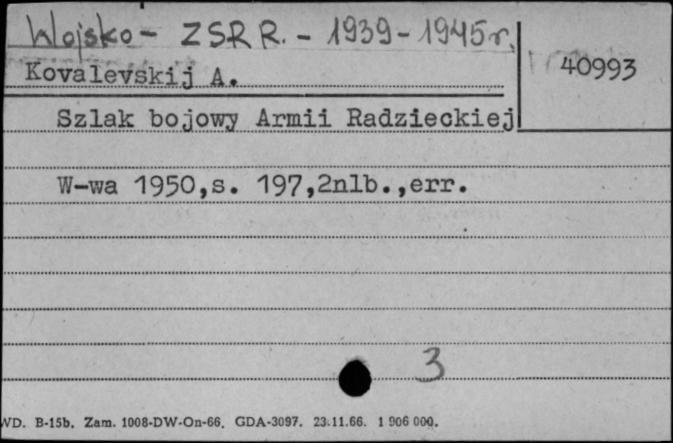 Wojsko - ZSRR. - 1939-1945r.
Kovalevskij A.
40993
Szlak bojowy Armii Radzieckiej
W-wa 1950,s. 197,2nlb.,err.
3
WD. B-15b. Zam. 1008-DW-On-66. GDA-3097. 23.11.66. 1 906 000.